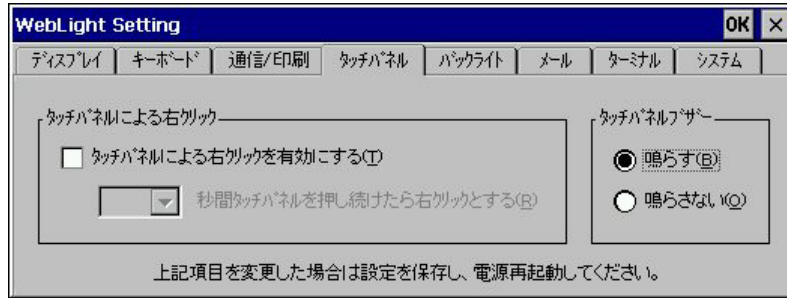 WebLight Setting OK ×
ﾃﾞｨｽﾌﾟﾚｲ ｷｰﾎﾞｰﾄﾞ 通信/印刷 ﾀｯﾁﾊﾟﾈﾙ ﾊﾞｯｸﾗｲﾄ ﾒｰﾙ ﾀｰﾐﾅﾙ ｼｽﾃﾑ
ﾀｯﾁﾊﾟﾈﾙによる右ｸﾘｯｸ
ﾀｯﾁﾊﾟﾈﾙによる右ｸﾘｯｸを有効にする(T)
秒間ﾀｯﾁﾊﾟﾈﾙを押し続けたら右ｸﾘｯｸとする(R)
ﾀｯﾁﾊﾟﾈﾙﾌﾞｻﾞｰ
鳴らす(B)
鳴らさない(O)
上記項目を変更した場合は設定を保存し、電源再起動してください。